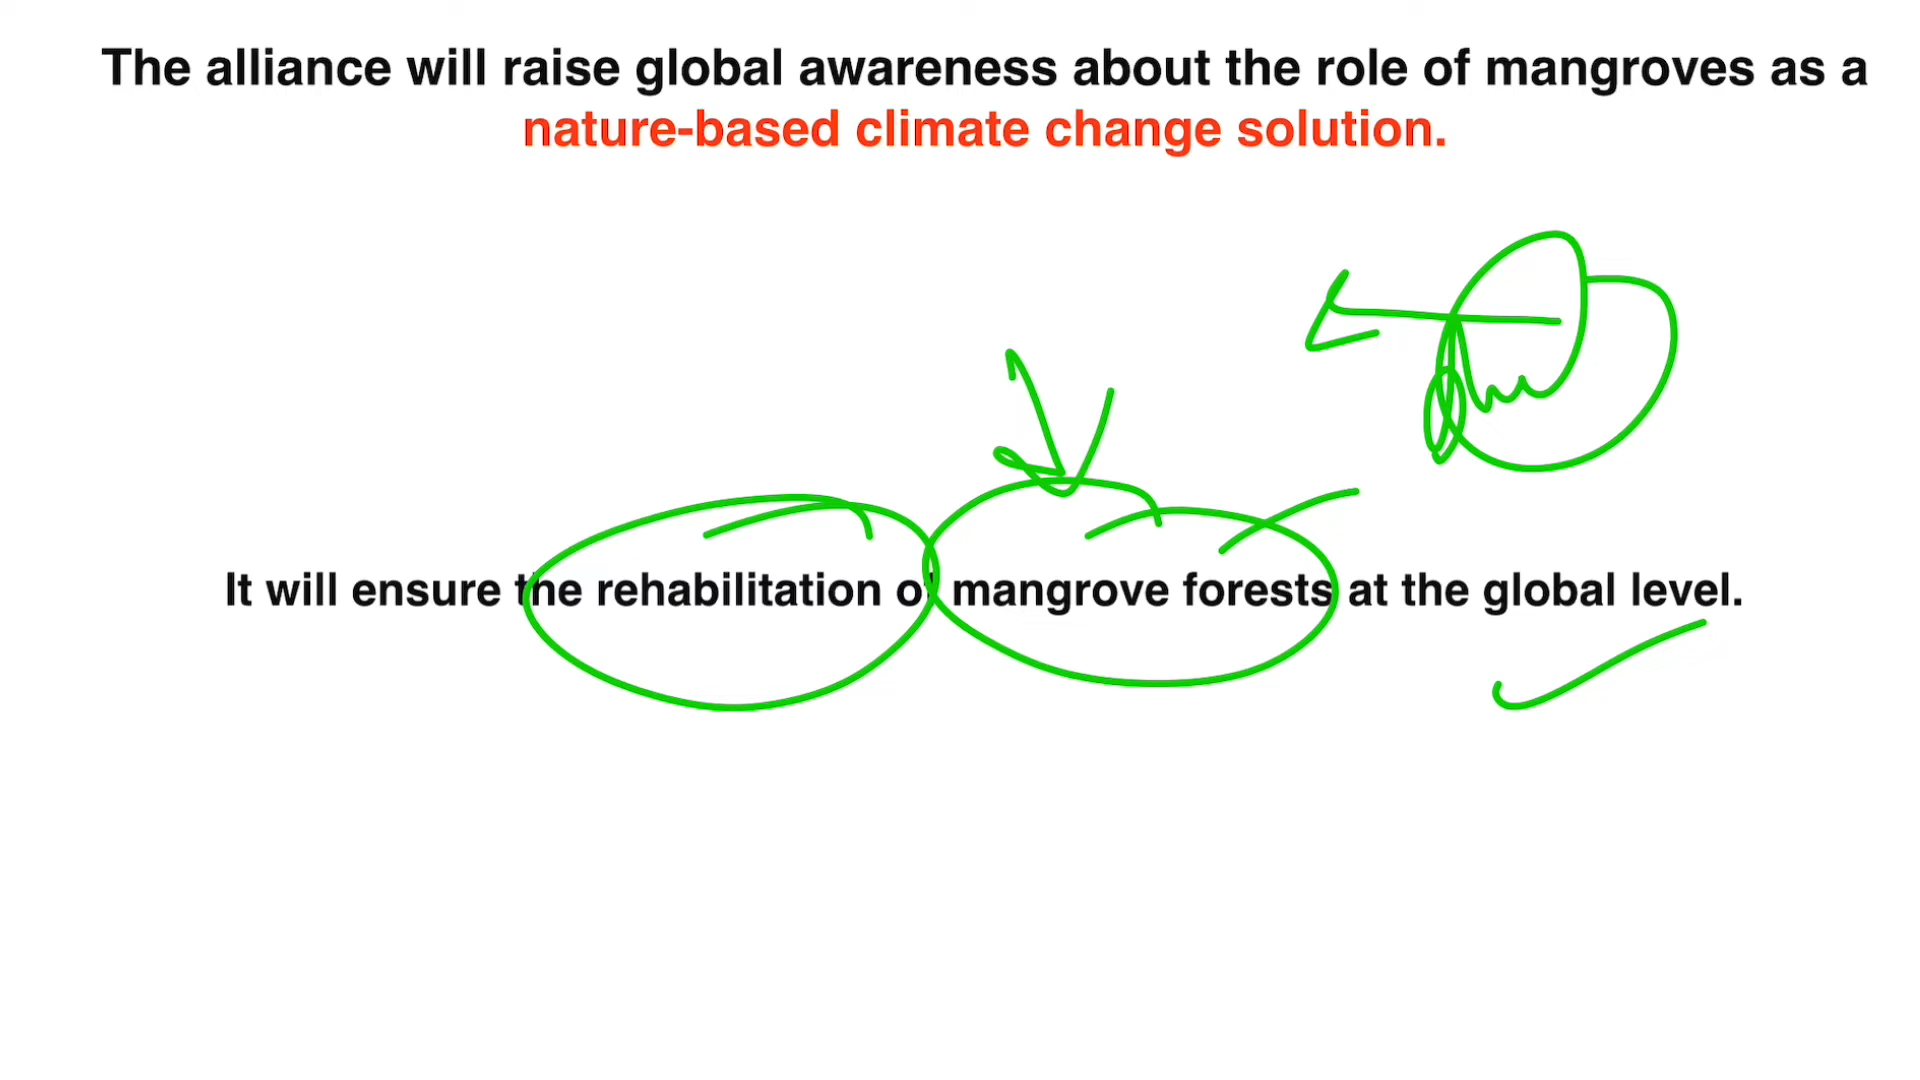 The alliance will raise global awareness about the role of mangroves as a
nature-based climate change solution.
It will ensure the rehabilitation of mangrove forests at the global level.